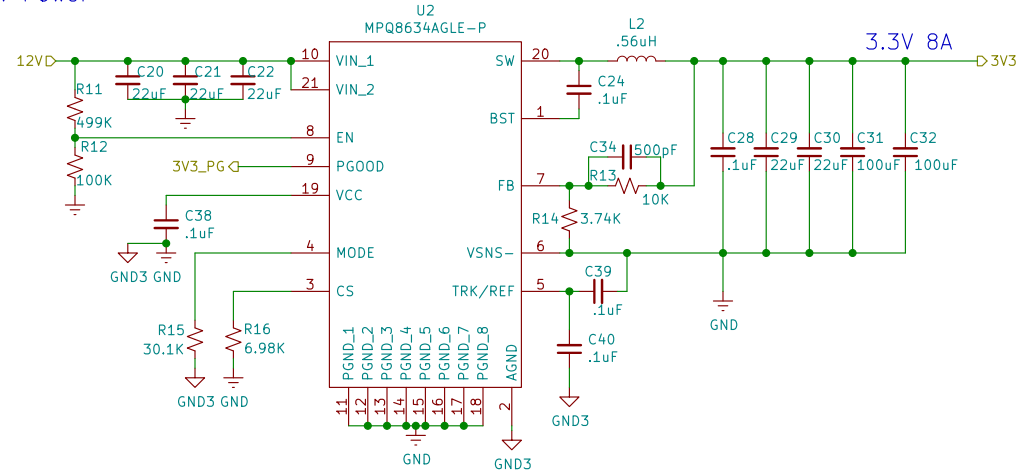 U2
MPQ8634AGLE-P
L2
.56uH
3.3V 8A
12V
10
VIN_1
SW
20
3V3
C20
C21
C22
22uF
22uF
22uF
21
VIN_2
R11
499K
C24
.1uF
BST
1
8
EN
R12
100K
C34
500pF
C28
.1uF
C29
22uF
C30
22uF
C31
100uF
C32
100uF
3V3_PG
9
PGOOD
FB
7
R13
10K
19
VCC
R14
3.74K
C38
.1uF
4
MODE
VSNS-
6
GND3
GND
C39
.1uF
3
CS
TRK/REF
5
GND
R15
30.1K
R16
6.98K
C40
.1uF
PGND_1
PGND_2
PGND_3
PGND_4
PGND_5
PGND_6
PGND_7
PGND_8
AGND
GND3
GND
11
12
13
14
15
16
17
18
2
GND3
GND
GND3